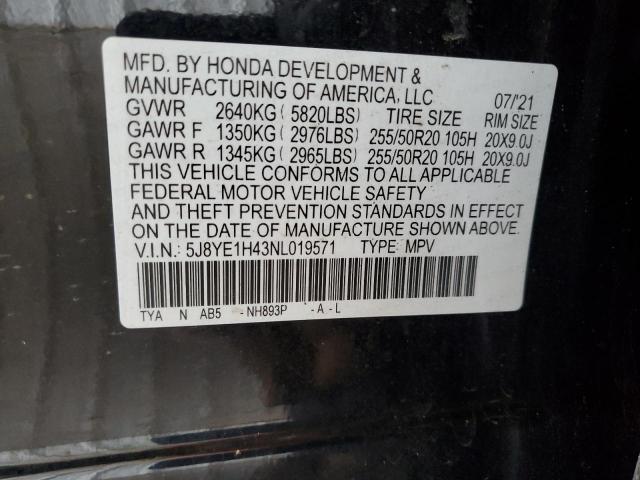 MFD. BY HONDA DEVELOPMENT &
MANUFACTURING OF AMERICA, LLC 07/'21
GVWR 2640KG ( 5820LBS) TIRE SIZE RIM SIZE
GAWR F 1350KG ( 2976LBS) 255/50R20 105H 20X9.0J
GAWR R 1345KG ( 2965LBS) 255/50R20 105H 20X9.0J
THIS VEHICLE CONFORMS TO ALL APPLICABLE
FEDERAL MOTOR VEHICLE SAFETY
AND THEFT PREVENTION STANDARDS IN EFFECT
ON THE DATE OF MANUFACTURE SHOWN ABOVE.
V.I.N.: 5J8YE1H43NL019571 TYPE: MPV
TYA N AB5 -NH893P -A-L